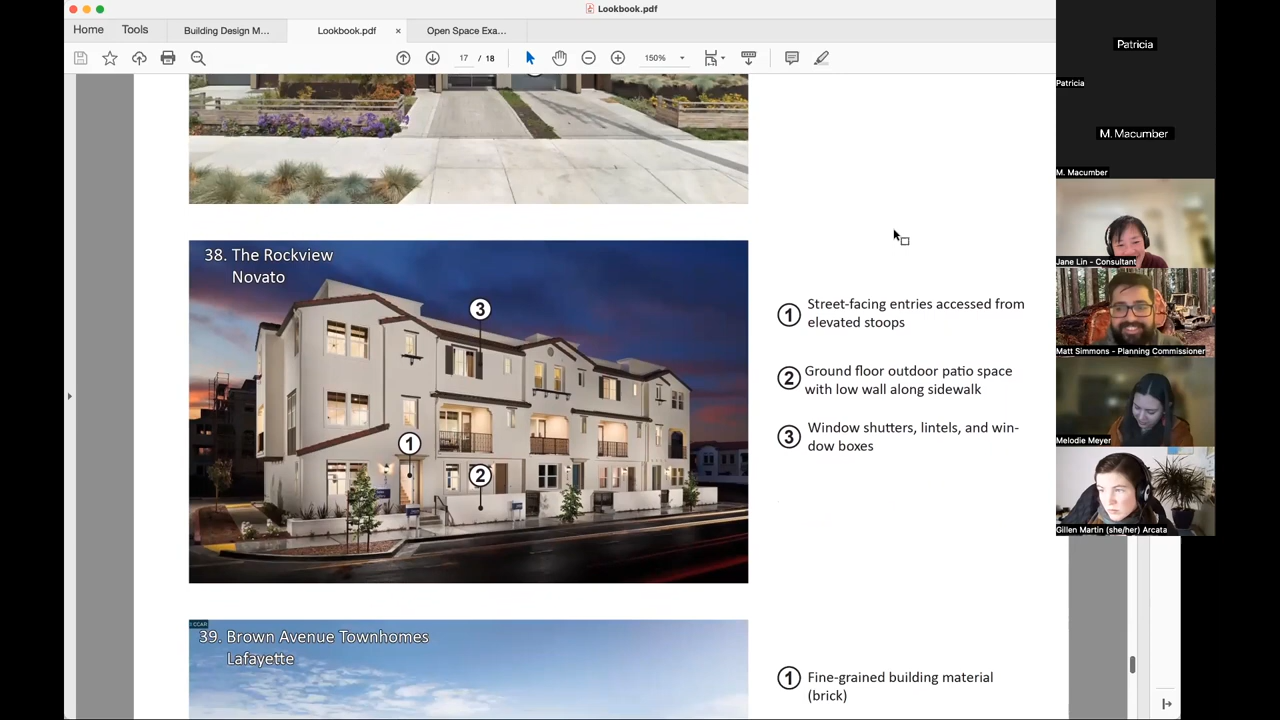 Lookbook.pdf
Home
Tools
Building Design M...
Lookbook.pdf
×
Open Space Exa...
17 / 18
150%
38. The Rockview
Novato
3
1
2
1 Street-facing entries accessed from
elevated stoops
2 Ground floor outdoor patio space
with low wall along sidewalk
3 Window shutters, lintels, and win-
dow boxes
39. Brown Avenue Townhomes
Lafayette
1 Fine-grained building material
(brick)
Patricia
Patricia
M. Macumber
M. Macumber
Jane Lin - Consultant
Matt Simmons - Planning Commissioner
Melodie Meyer
Gillen Martin (she/her) Arcata